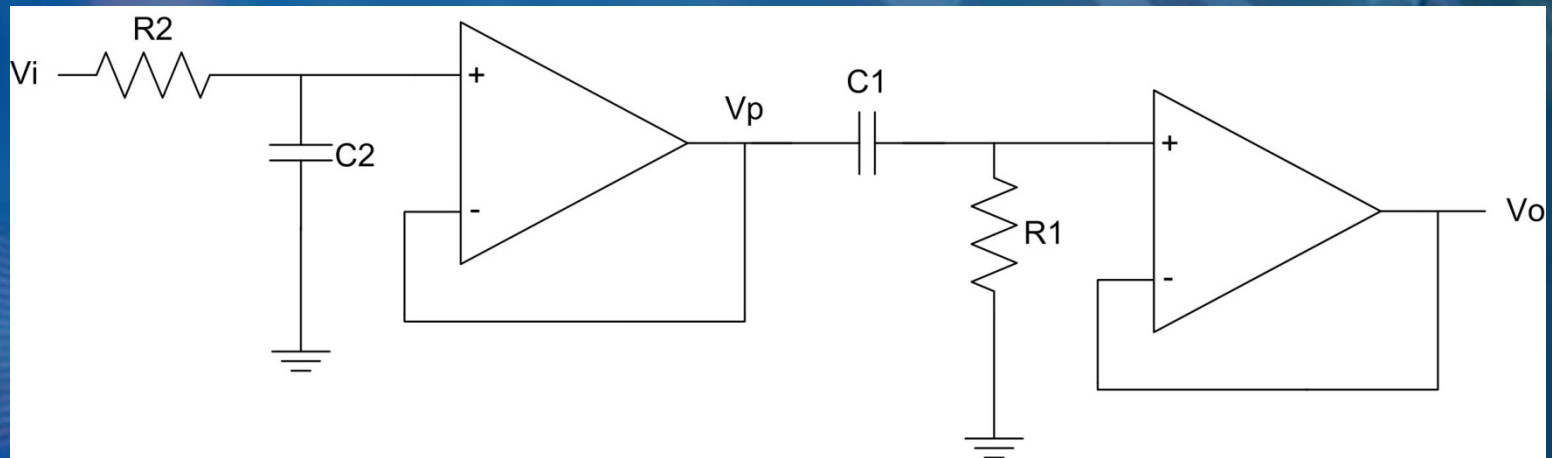 R2
Vi
+
C2
-
Vp
C1
+
R1
-
Vo